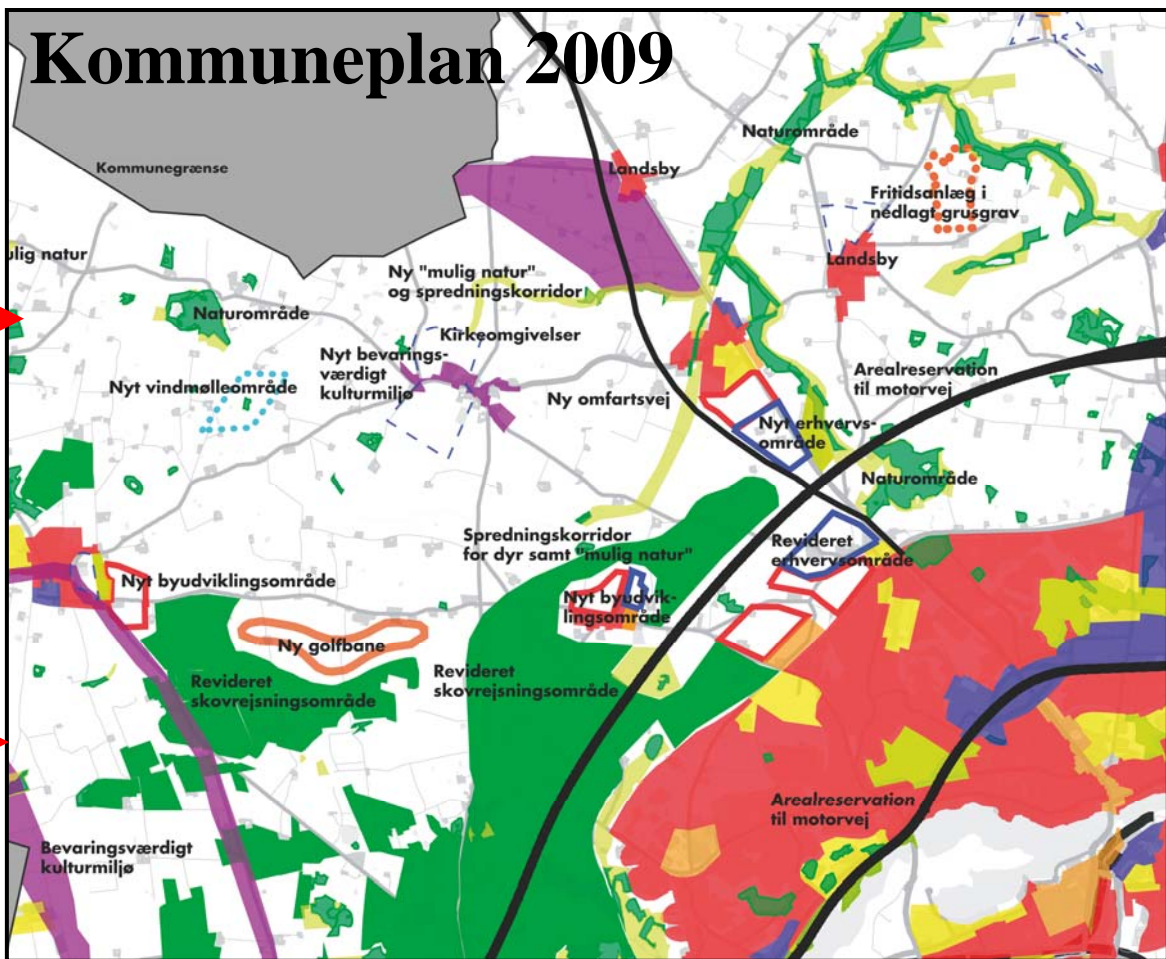 Kommuneplan 2009
Naturområde
Kommunegrænse
Landsby
Fritidsanlæg i
nedlagt grusgrav
ulig natur
Landsby
Ny "mulig natur"
og spredningskorridor
Naturområde
Kirkeomgivelser
Nyt bevarings-
værdigt
kulturmiljø
Arealreservation
til motorvej
Nyt vindmølleområde
Ny omfartsvej
Nyt erhvervs-
område
Naturområde
Spredningskorridor
for dyr samt "mulig natur"
Revideret
erhvervsområde
Nyt byudviklingsområde
Nyt byudvik-
lingsområde
Ny golfbane
Revideret
skovrejsningsområde
Revideret
skovrejsningsområde
Arealreservation
til motorvej
Bevaringsværdigt
kulturmiljø